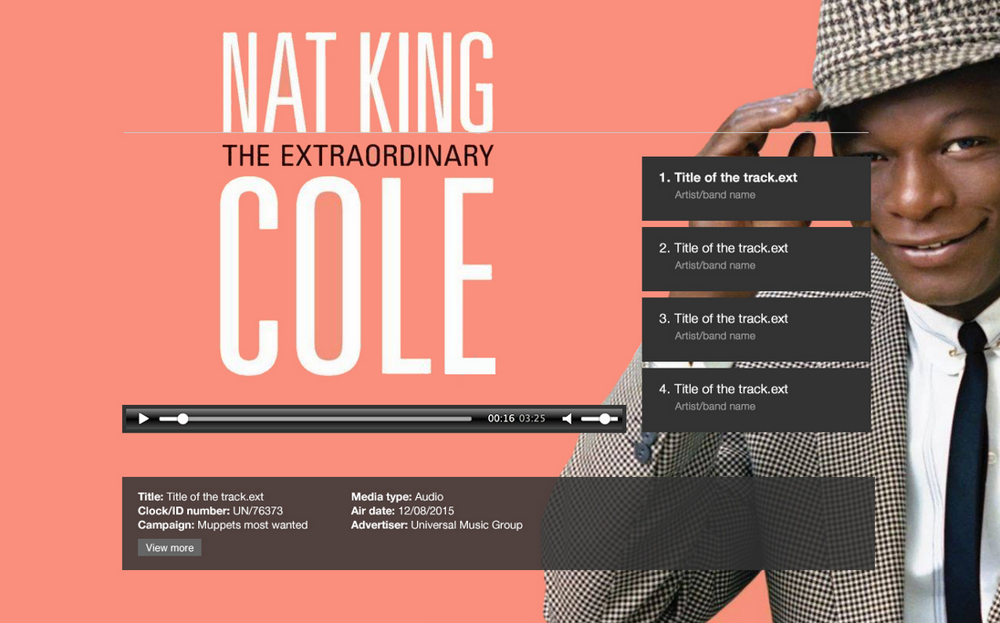 NAT KING
THE EXTRAORDINARY
COLE
1. Title of the track.ext
Artist/band name
2. Title of the track.ext
Artist/band name
3. Title of the track.ext
Artist/band name
4. Title of the track.ext
Artist/band name
00:16 03:25
Title: Title of the track.ext
Clock/ID number: UN/76373
Campaign: Muppets most wanted
Media type: Audio
Air date: 12/08/2015
Advertiser: Universal Music Group
View more